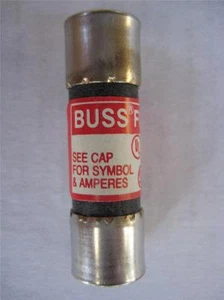 BUSS F
SEE CAP
FOR SYMBOL
& AMPERES